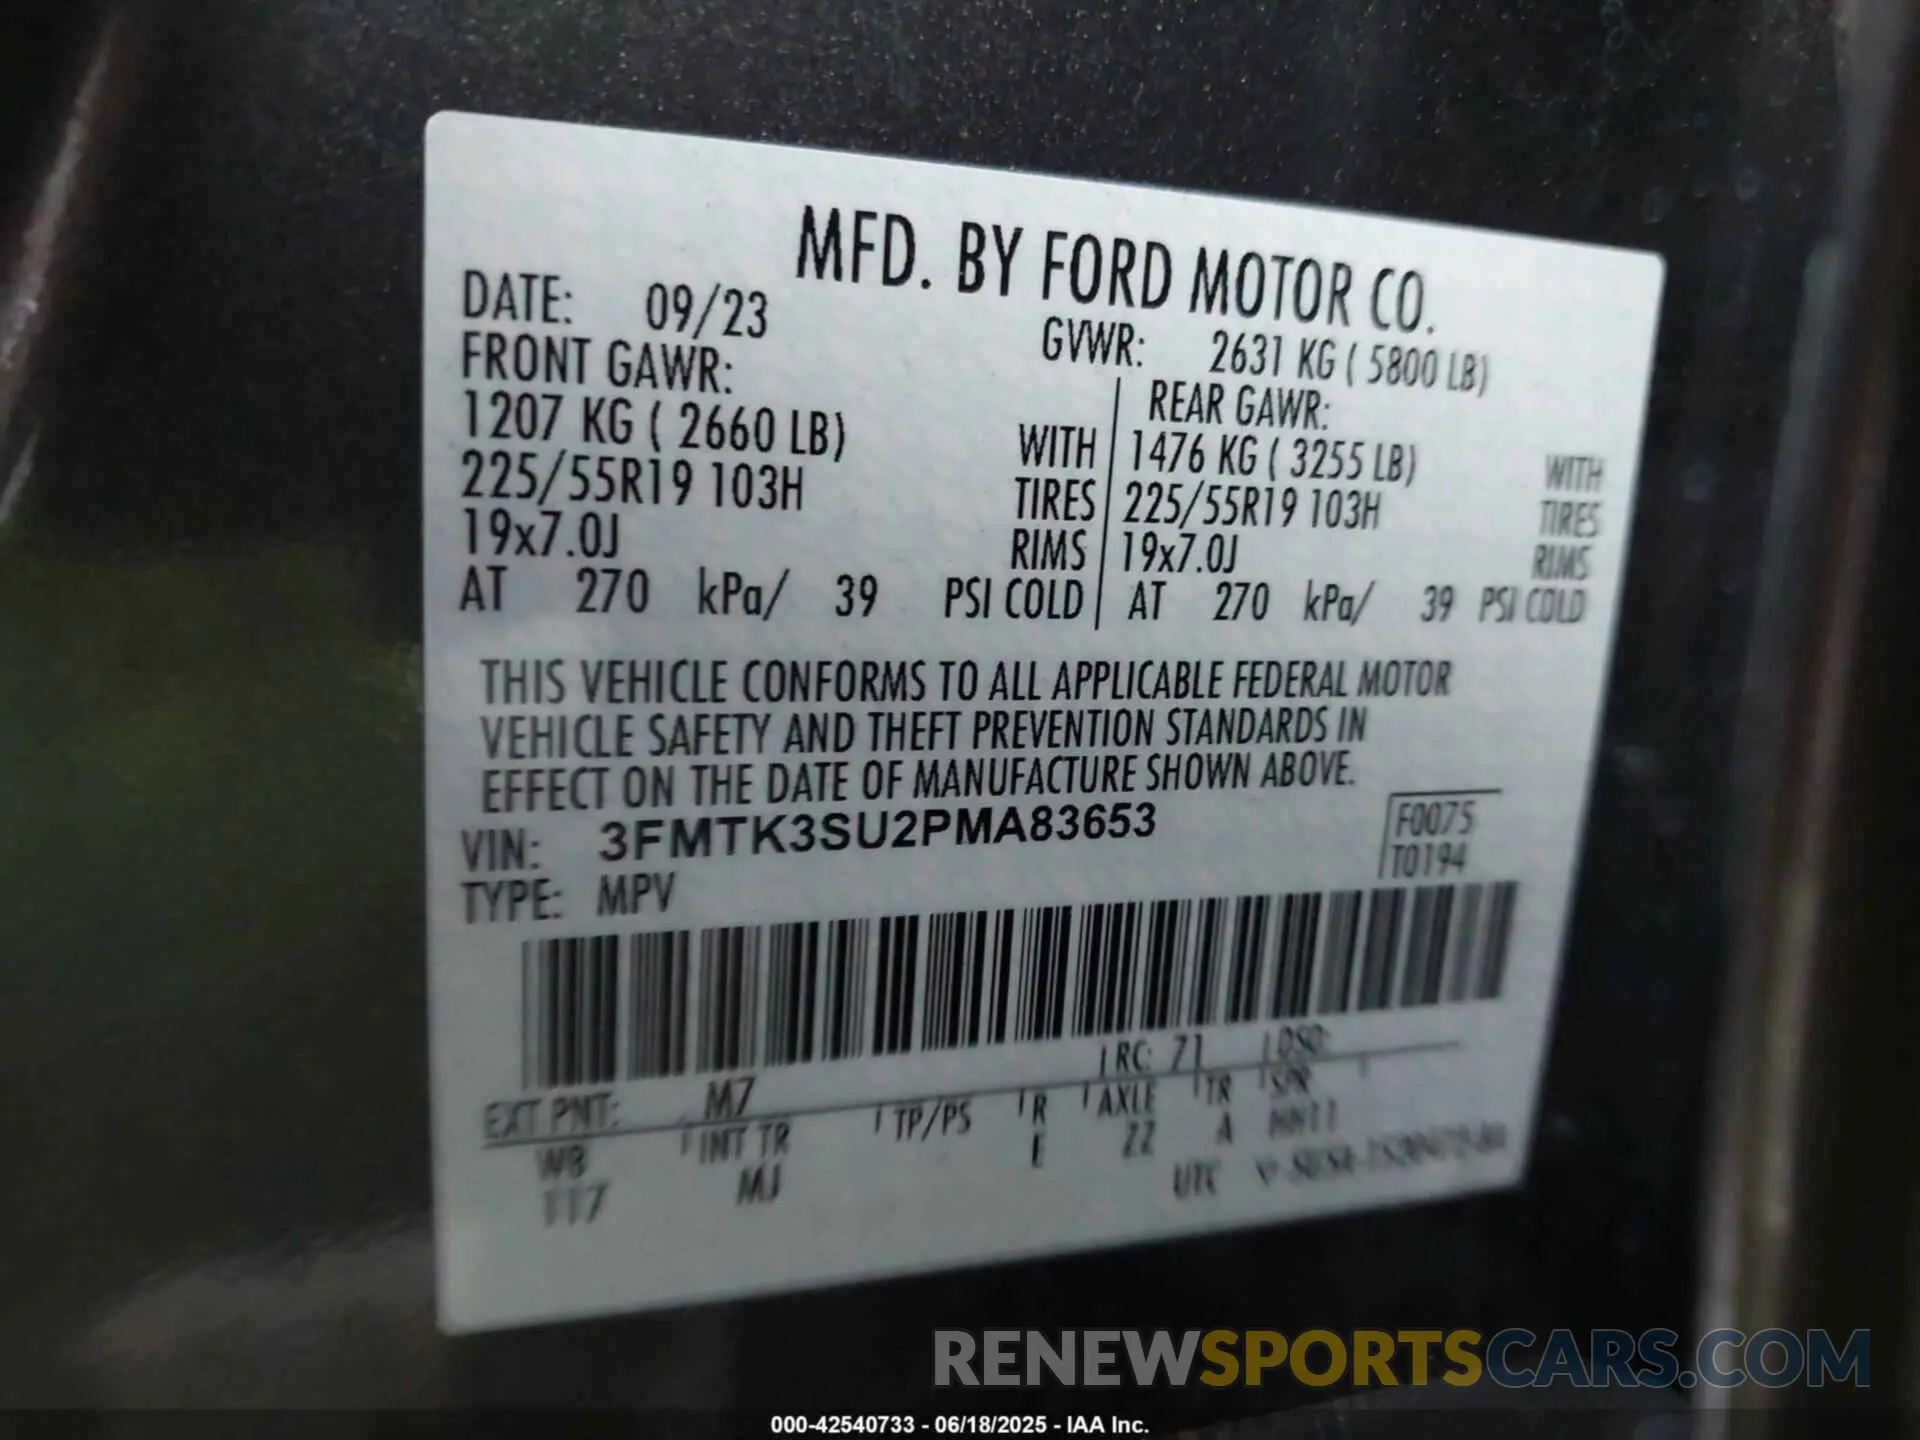 MFD. BY FORD MOTOR CO.
DATE: 09/23 GVWR: 2631 KG ( 5800 LB)
FRONT GAWR: REAR GAWR:
1207 KG ( 2660 LB) WITH 1476 KG ( 3255 LB) WITH
225/55R19 103H TIRES 225/55R19 103H TIRES
19x7.0J RIMS 19x7.0J RIMS
AT 270 kPa/ 39 PSI COLD AT 270 kPa/ 39 PSI COLD
THIS VEHICLE CONFORMS TO ALL APPLICABLE FEDERAL MOTOR
VEHICLE SAFETY AND THEFT PREVENTION STANDARDS IN
EFFECT ON THE DATE OF MANUFACTURE SHOWN ABOVE.
VIN: 3FMTK3SU2PMA83653 F0075
TYPE: MPV T0194
EXT PNT: M7 RC: 71 DSO:
WB INT TR TP/PS R AXLE TR SPR
117 MJ E ZZ A
UTC
RENEWSPORTSCARS.COM
000-42540733 - 06/18/2025 - IAA Inc.